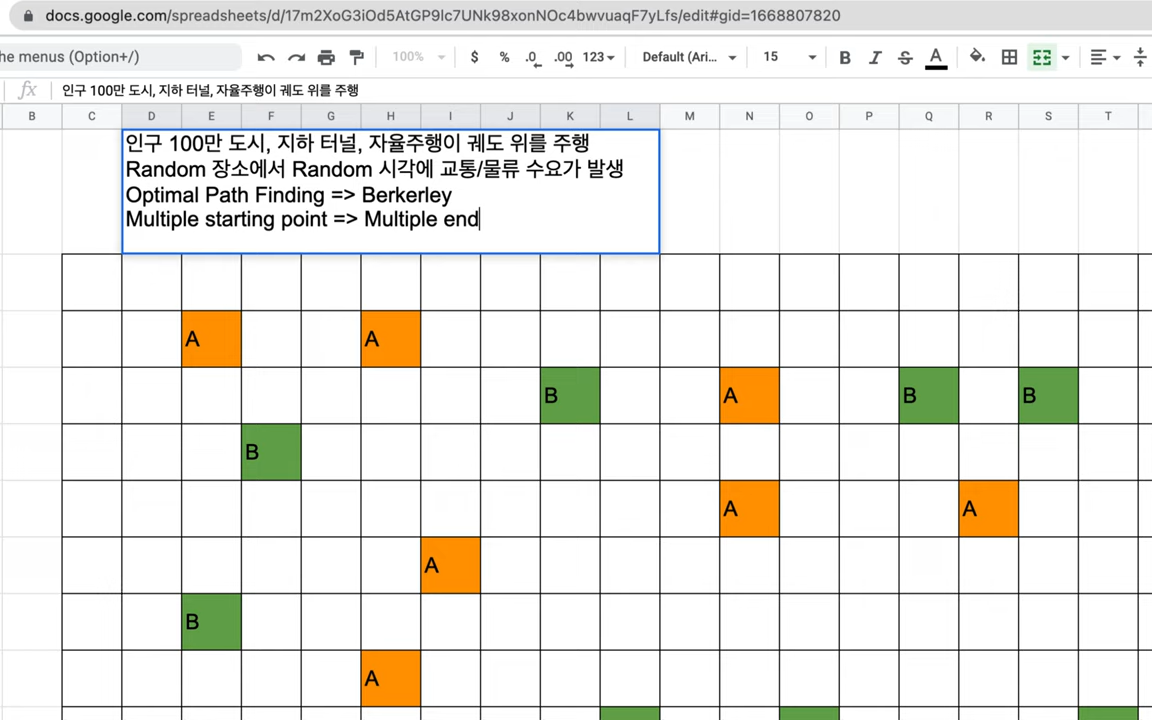 docs.google.com/spreadsheets/d/17m2XoG3iOd5AtGP9lc7UNk98xonNOc4bwvuaqF7yLfs/edit#gid=1668807820
he menus (Option+/) 100% $ % .0 .00 123 Default (Ari... 15 B I S A
fx 인구 100만 도시, 지하 터널, 자율주행이 궤도 위를 주행
B C D E F G H I J K L M N O P Q R S T
인구 100만 도시, 지하 터널, 자율주행이 궤도 위를 주행
Random 장소에서 Random 시각에 교통/물류 수요가 발생
Optimal Path Finding => Berkerley
Multiple starting point => Multiple end
A A
B A B B
B
A A
A
B
A